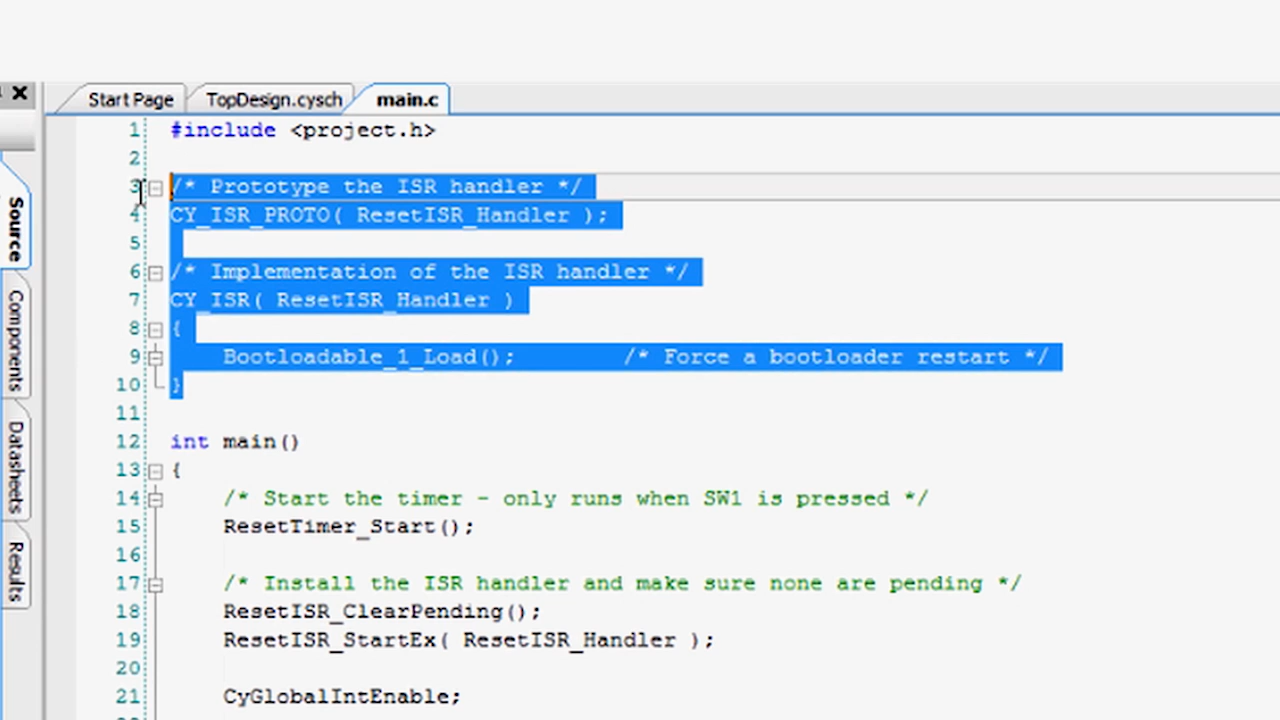 Start Page TopDesign.cysch main.c
1 #include <project.h>
2
3 /* Prototype the ISR handler */
4 CY_ISR_PROTO( ResetISR_Handler );
5
6 /* Implementation of the ISR handler */
7 CY_ISR( ResetISR_Handler )
8 {
9 Bootloadable_1_Load(); /* Force a bootloader restart */
10 }
11
12 int main()
13 {
14 /* Start the timer - only runs when SW1 is pressed */
15 ResetTimer_Start();
16
17 /* Install the ISR handler and make sure none are pending */
18 ResetISR_ClearPending();
19 ResetISR_StartEx( ResetISR_Handler );
20
21 CyGlobalIntEnable;
Source
Components
Datasheets
Results